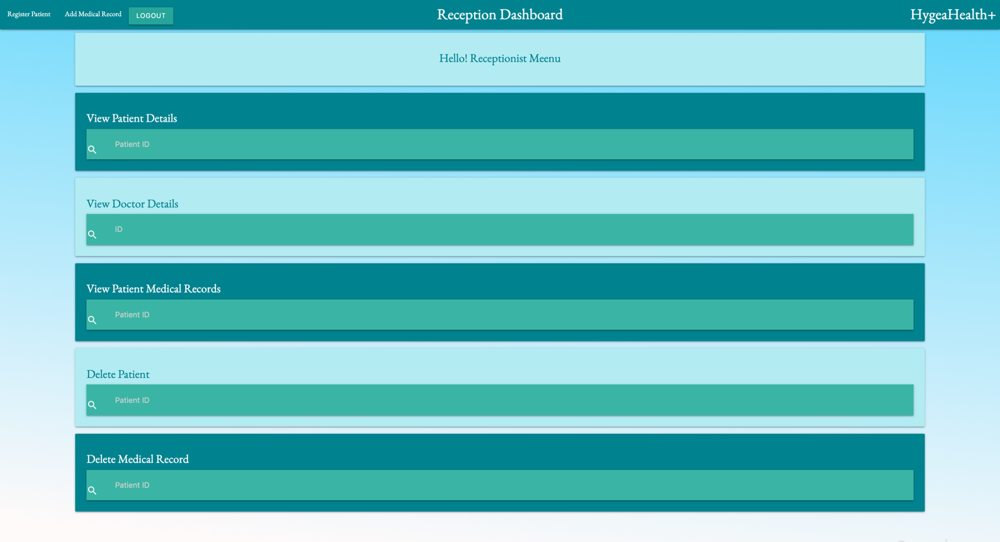 Register Patient
Add Medical Record
LOGOUT
Reception Dashboard
HygeaHealth+
Hello! Receptionist Meenu
View Patient Details
Patient ID
View Doctor Details
ID
View Patient Medical Records
Patient ID
Delete Patient
Patient ID
Delete Medical Record
Patient ID